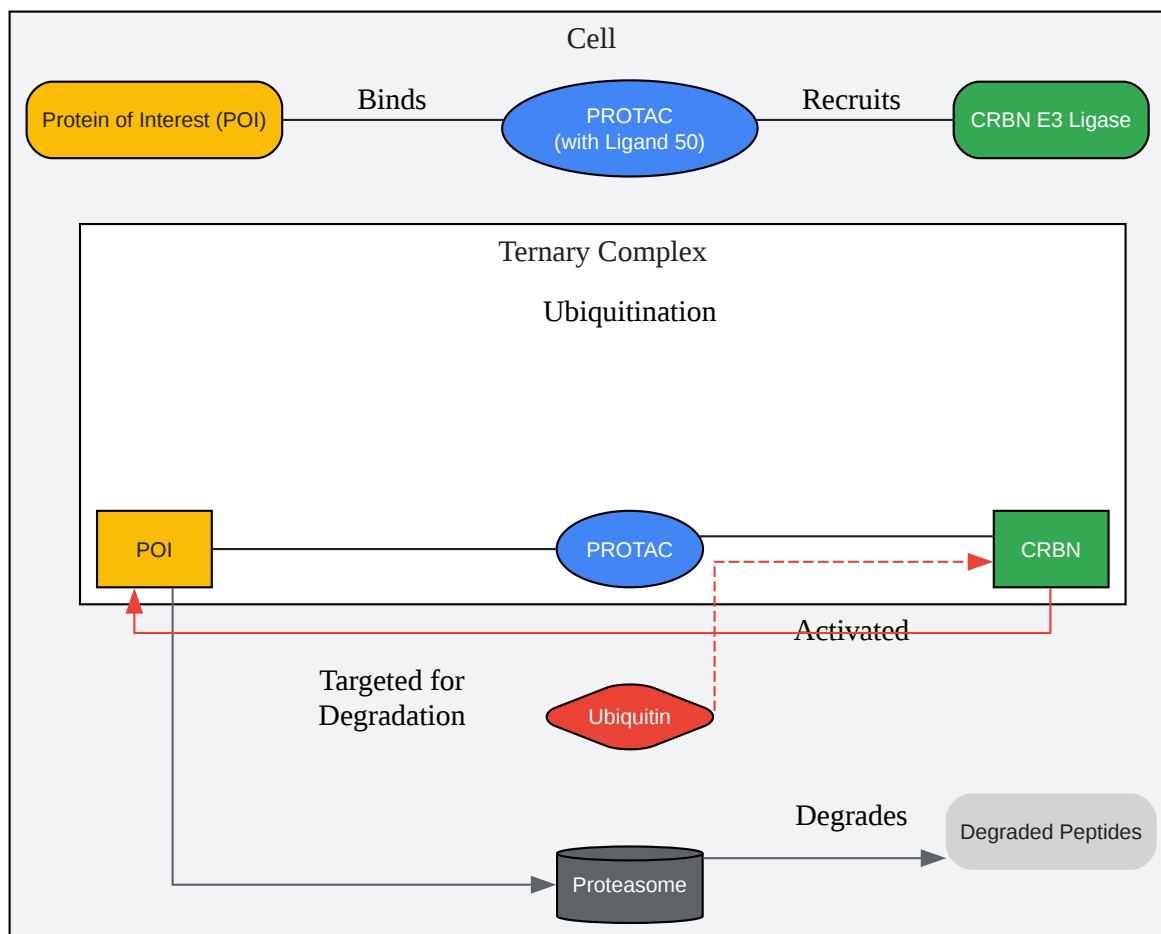 Cell
Binds
Recruits
Protein of Interest (POI)
PROTAC
(with Ligand 50)
CRBN E3 Ligase
Ternary Complex
Ubiquitination
POI
PROTAC
CRBN
Activated
Targeted for
Degradation
Ubiquitin
Degrades
Degraded Peptides
Proteasome